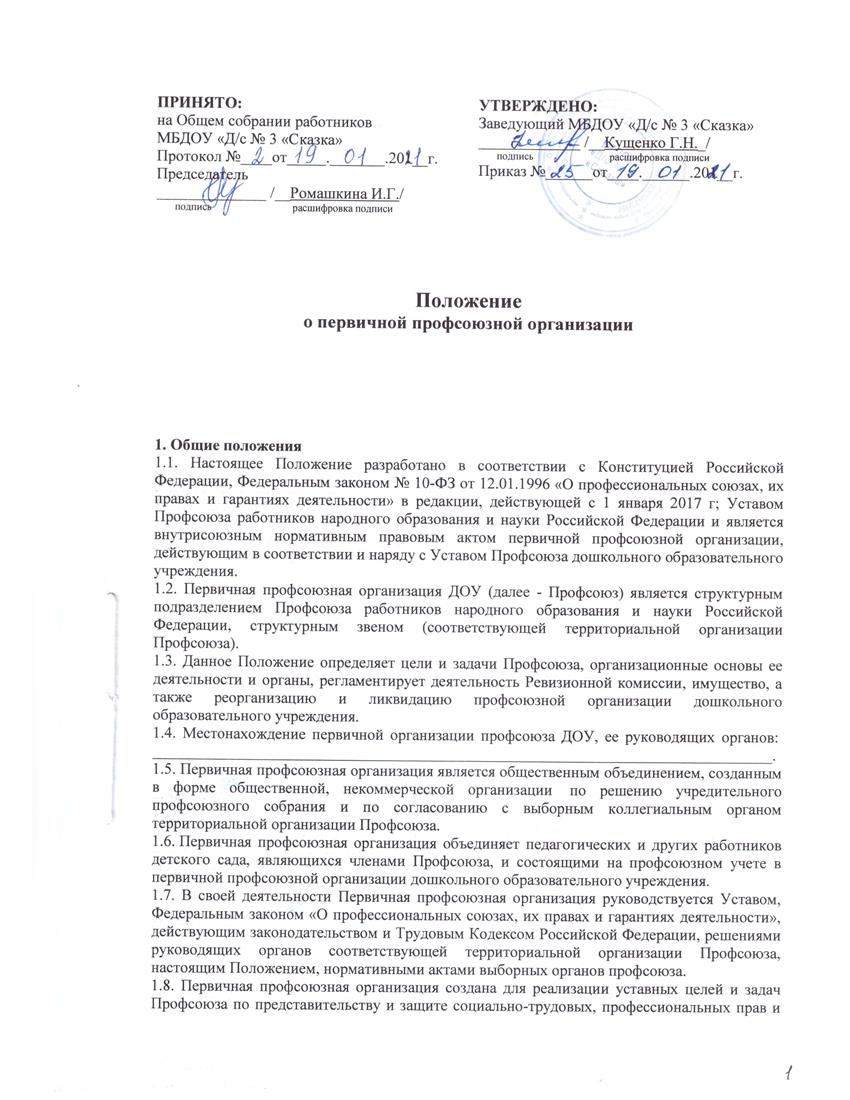 ПРИНЯТО:
на Общем собрании работников
МБДОУ «Д/с № 3 «Сказка»
Протокол № 2 от 19 . 01 .2021 г.
Председатель
______________ /__Ромашкина И.Г./
подпись расшифровка подписи
УТВЕРЖДЕНО:
Заведующий МБДОУ «Д/с № 3 «Сказка»
_____________ /__Кущенко Г.Н._ /
подпись расшифровка подписи
Приказ № 25 от 19. 01 .2021 г.
Положение
о первичной профсоюзной организации
1. Общие положения
1.1. Настоящее Положение разработано в соответствии с Конституцией Российской
Федерации, Федеральным законом № 10-ФЗ от 12.01.1996 «О профессиональных союзах, их
правах и гарантиях деятельности» в редакции, действующей с 1 января 2017 г; Уставом
Профсоюза работников народного образования и науки Российской Федерации и является
внутрисоюзным нормативным правовым актом первичной профсоюзной организации,
действующим в соответствии и наряду с Уставом Профсоюза дошкольного образовательного
учреждения.
1.2. Первичная профсоюзная организация ДОУ (далее - Профсоюз) является структурным
подразделением Профсоюза работников народного образования и науки Российской
Федерации, структурным звеном (соответствующей территориальной организации
Профсоюза).
1.3. Данное Положение определяет цели и задачи Профсоюза, организационные основы ее
деятельности и органы, регламентирует деятельность Ревизионной комиссии, имущество, а
также реорганизацию и ликвидацию профсоюзной организации дошкольного
образовательного учреждения.
1.4. Местонахождение первичной организации профсоюза ДОУ, ее руководящих органов:
______________________________________________________________________________.
1.5. Первичная профсоюзная организация является общественным объединением, созданным
в форме общественной, некоммерческой организации по решению учредительного
профсоюзного собрания и по согласованию с выборным коллегиальным органом
территориальной организации Профсоюза.
1.6. Первичная профсоюзная организация объединяет педагогических и других работников
детского сада, являющихся членами Профсоюза, и состоящими на профсоюзном учете в
первичной профсоюзной организации дошкольного образовательного учреждения.
1.7. В своей деятельности Первичная профсоюзная организация руководствуется Уставом,
Федеральным законом «О профессиональных союзах, их правах и гарантиях деятельности»,
действующим законодательством и Трудовым Кодексом Российской Федерации, решениями
руководящих органов соответствующей территориальной организации Профсоюза,
настоящим Положением, нормативными актами выборных органов профсоюза.
1.8. Первичная профсоюзная организация создана для реализации уставных целей и задач
Профсоюза по представительству и защите социально-трудовых, профессиональных прав и
1